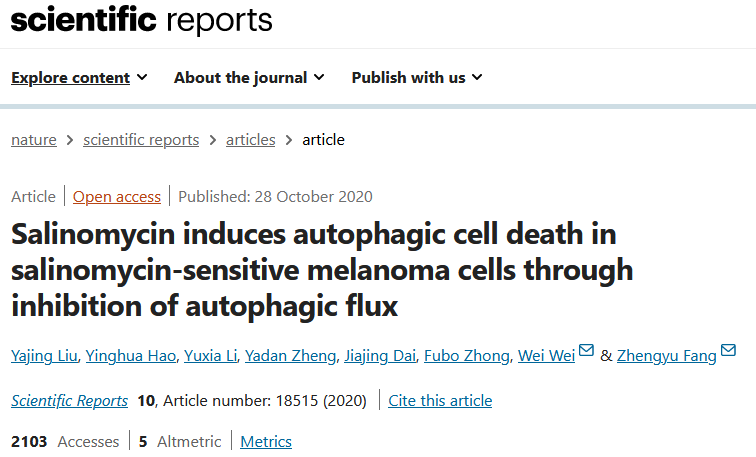 scientific reports
Explore content About the journal Publish with us
nature > scientific reports > articles > article
Article | Open access | Published: 28 October 2020
Salinomycin induces autophagic cell death in
salinomycin-sensitive melanoma cells through
inhibition of autophagic flux
Yajing Liu, Yinghua Hao, Yuxia Li, Yadan Zheng, Jiajing Dai, Fubo Zhong, Wei Wei & Zhengyu Fang
Scientific Reports 10, Article number: 18515 (2020) | Cite this article
2103 Accesses | 5 Altmetric | Metrics